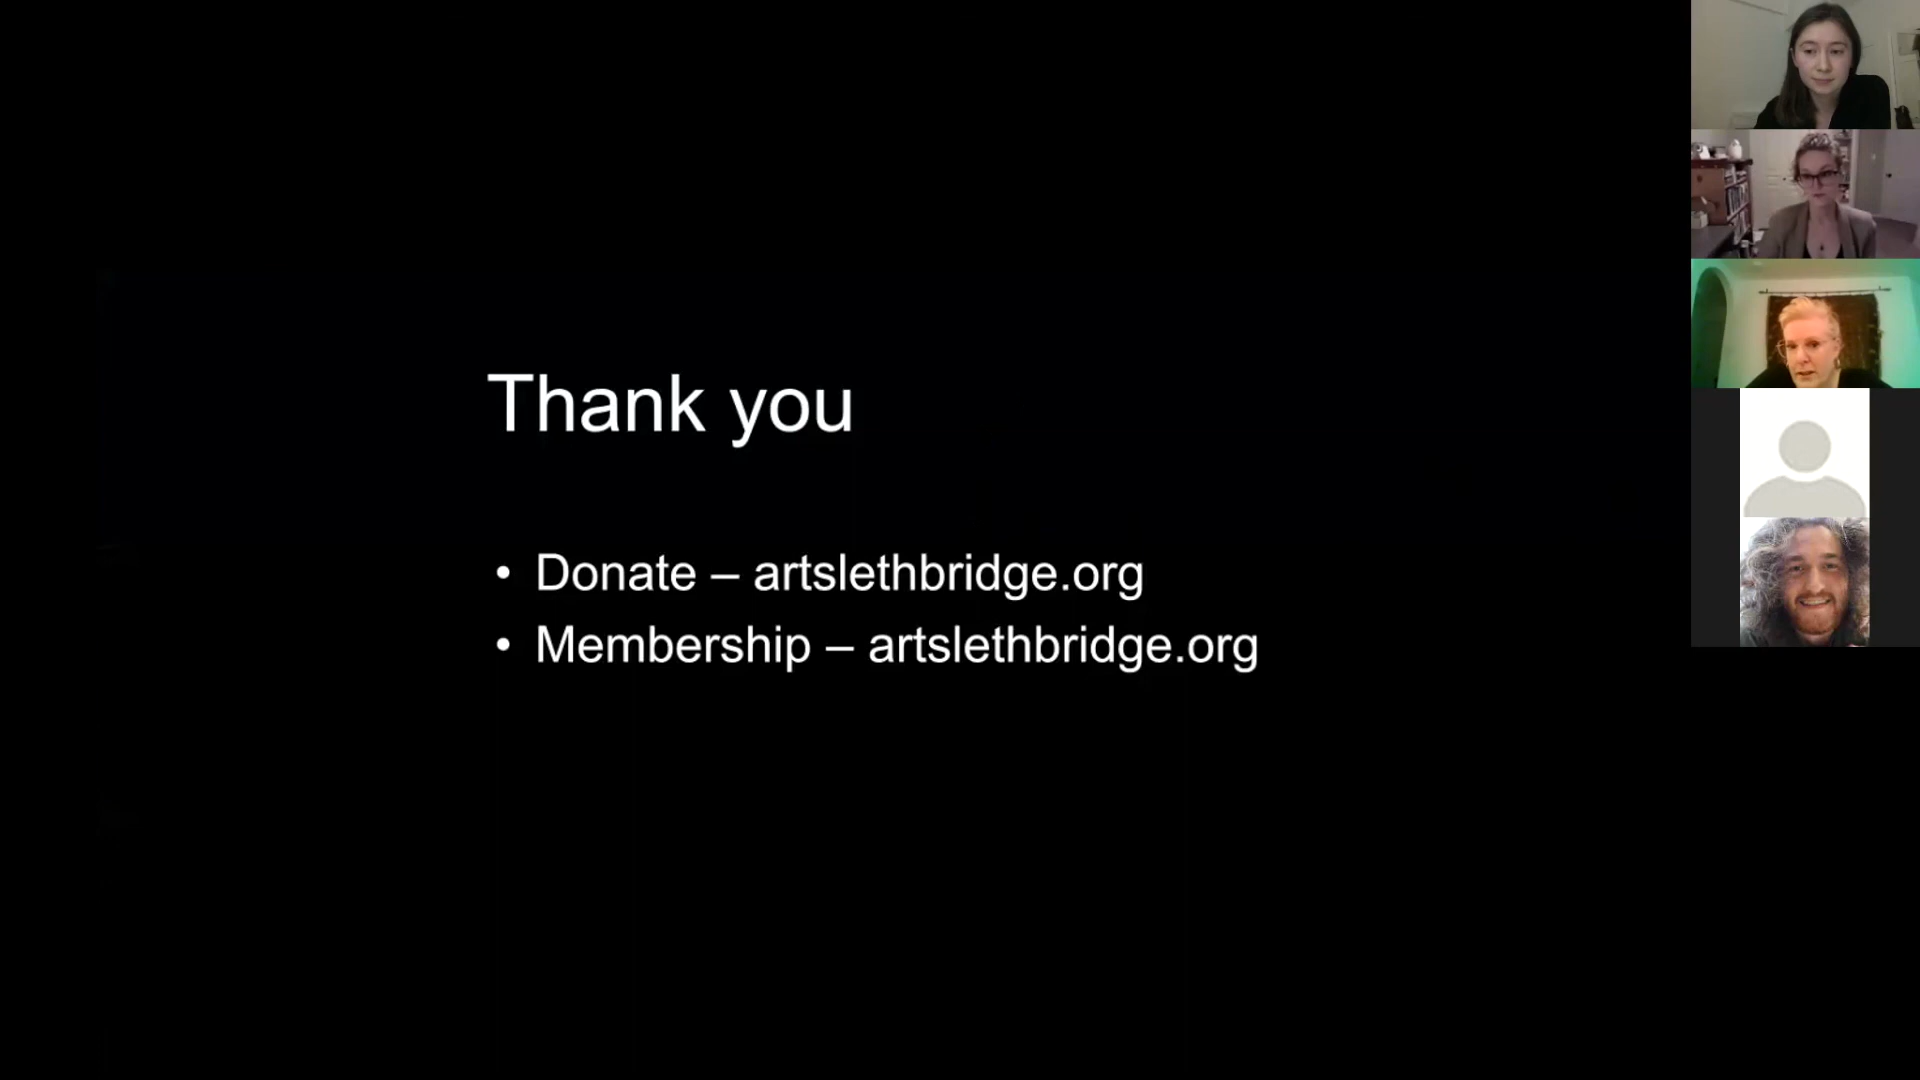 Thank you
• Donate – artslethbridge.org
• Membership – artslethbridge.org